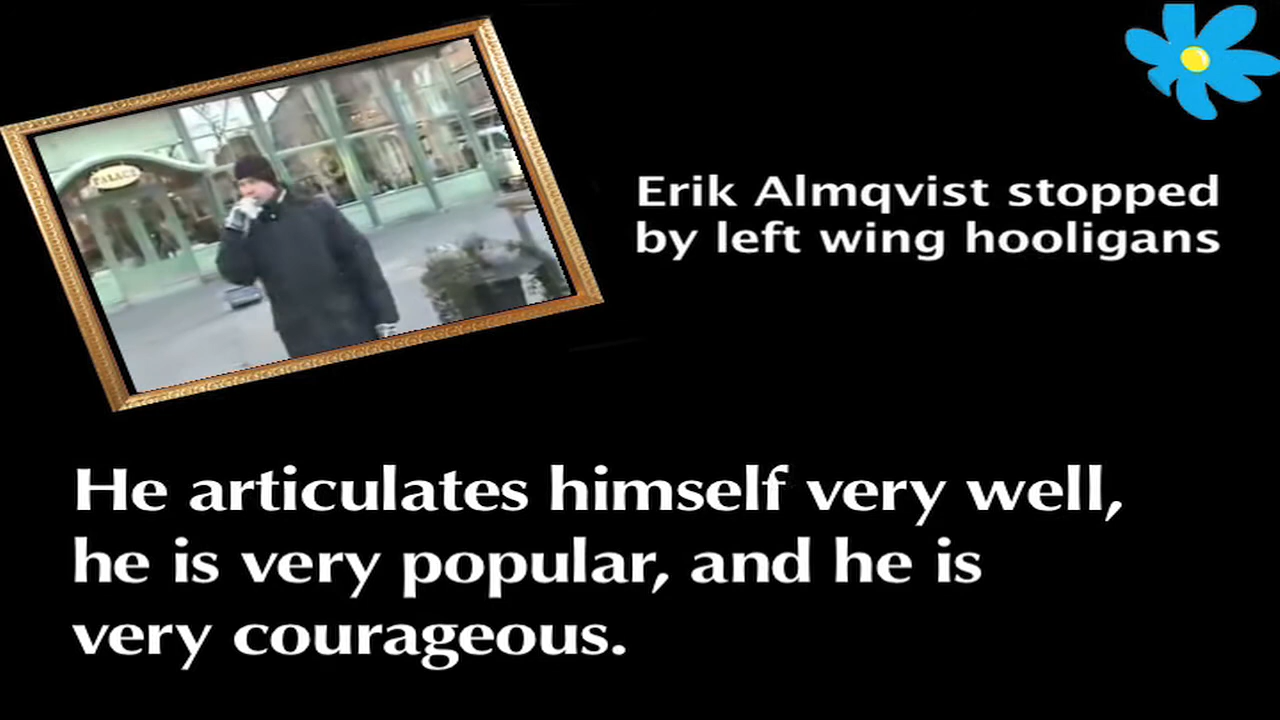 PALACE
Erik Almqvist stopped
by left wing hooligans
He articulates himself very well,
he is very popular, and he is
very courageous.